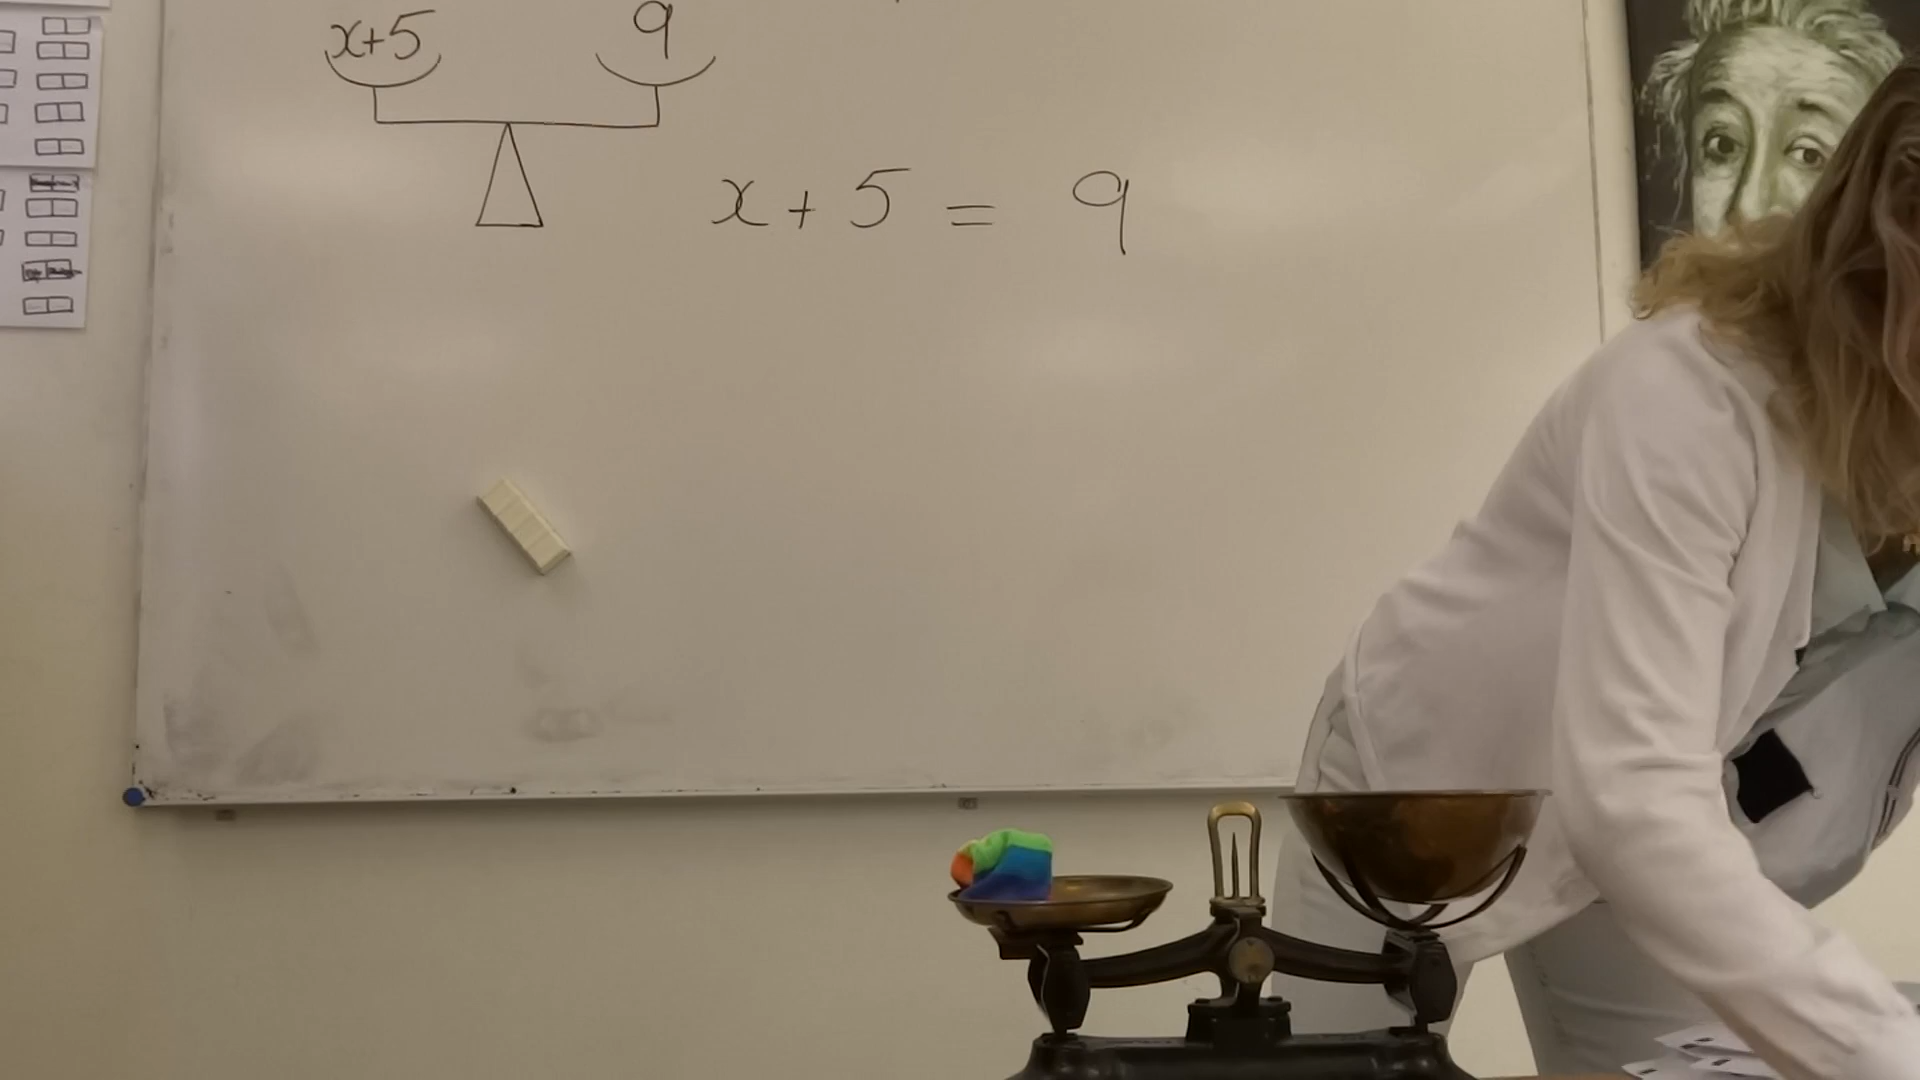 x+5
9
x + 5 = 9